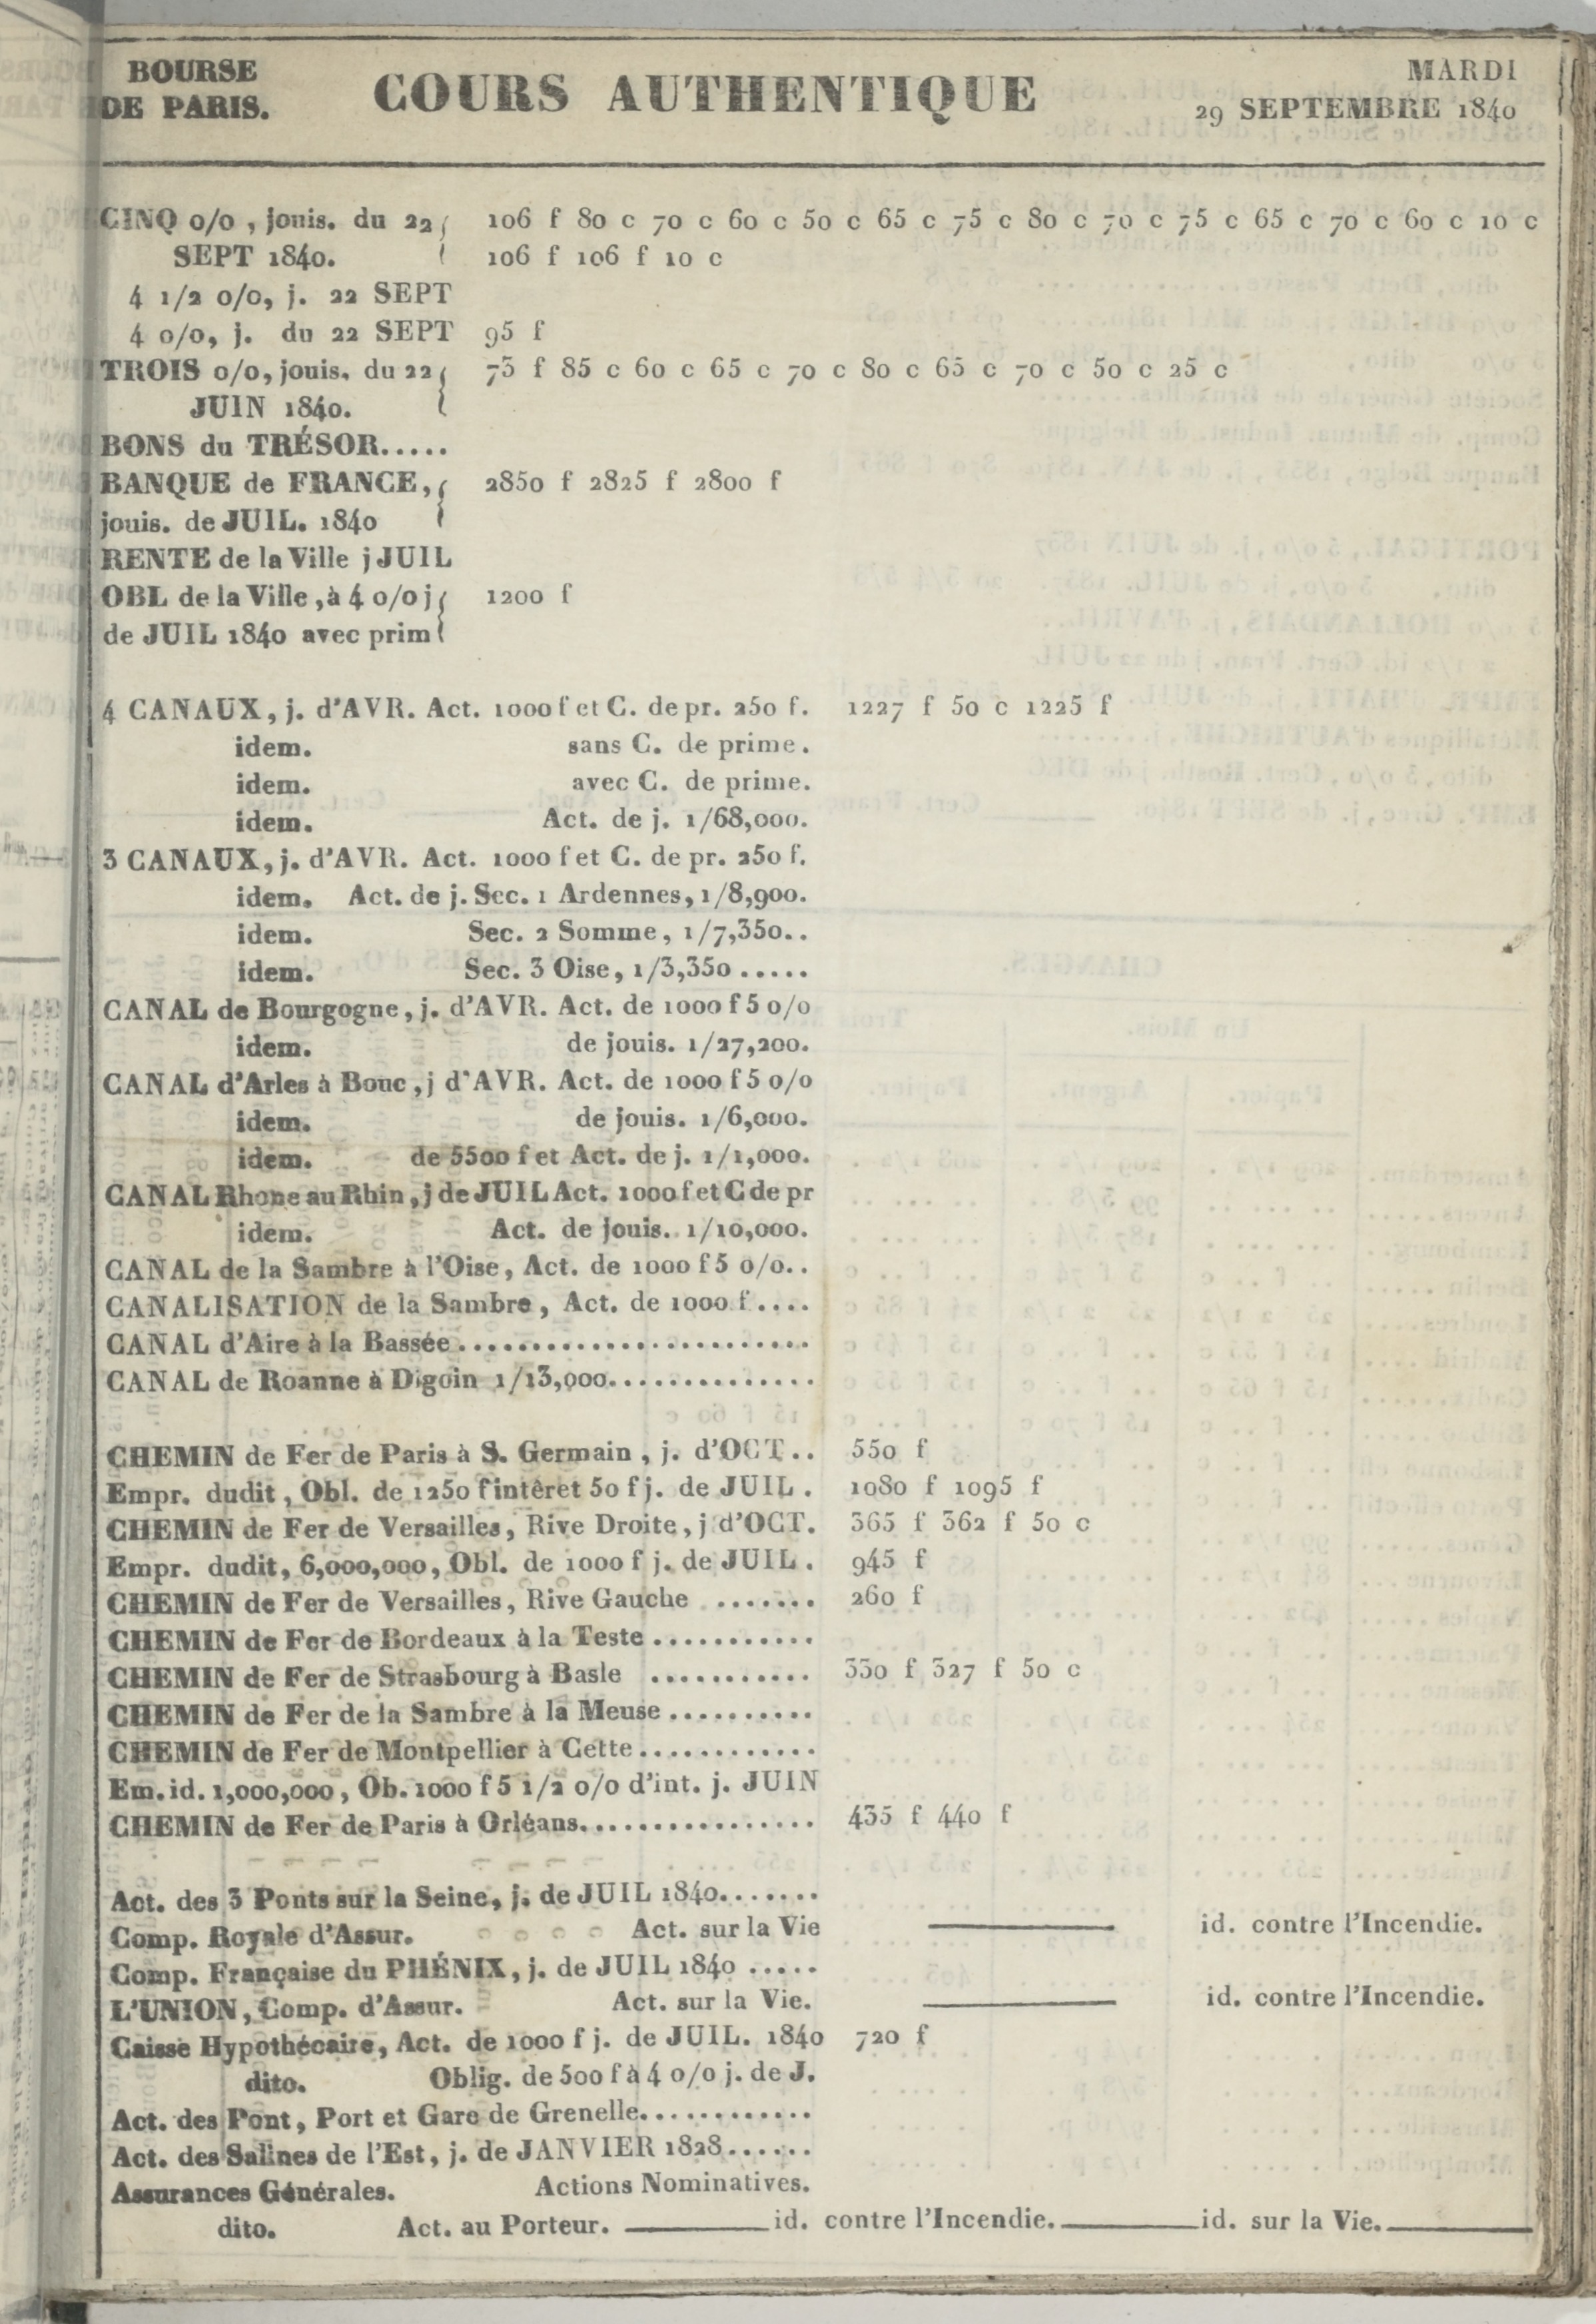 BOURSE
DE PARIS.
COURS AUTHENTIQUE
MARDI
29 SEPTEMBRE 1840
CINQ 0/0, jouis. du 22 106 f 80 c 70 c 60 c 50 c 65 c 75 c 80 c 70 c 75 c 65 c 70 c 60 c 10 c
SEPT 1840. 106 f 106 f 10 c
4 1/2 0/0, j. 22 SEPT
4 0/0, j. du 22 SEPT 95 f
TROIS 0/0, jouis. du 22 73 f 85 c 60 c 65 c 70 c 80 c 65 c 70 c 50 c 25 c
JUIN 1840.
BONS du TRÉSOR.....
BANQUE de FRANCE, 2850 f 2825 f 2800 f
jouis. de JUIL. 1840
RENTE de la Ville j JUIL
OBL de la Ville, à 4 0/0 j 1200 f
de JUIL 1840 avec prim
4 CANAUX, j. d'AVR. Act. 1000 f et C. de pr. 250 f. 1227 f 50 c 1225 f
idem. sans C. de prime.
idem. avec C. de prime.
idem. Act. de j. 1/68,000.
3 CANAUX, j. d'AVR. Act. 1000 f et C. de pr. 250 f.
idem. Act. de j. Sec. 1 Ardennes, 1/8,900.
idem. Sec. 2 Somme, 1/7,350..
idem. Sec. 3 Oise, 1/3,350.....
CANAL de Bourgogne, j. d'AVR. Act. de 1000 f 5 0/0
idem. de jouis. 1/27,200.
CANAL d'Arles à Bouc, j d'AVR. Act. de 1000 f 5 0/0
idem. de jouis. 1/6,000.
idem. de 5500 f et Act. de j. 1/1,000.
CANAL Rhone au Rhin, j de JUIL Act. 1000 f et C de pr
idem. Act. de jouis. 1/10,000.
CANAL de la Sambre à l'Oise, Act. de 1000 f 5 0/0..
CANALISATION de la Sambre, Act. de 1000 f....
CANAL d'Aire à la Bassée.......................
CANAL de Roanne à Digoin 1/13,000..............
CHEMIN de Fer de Paris à S. Germain, j. d'OCT.. 550 f
Empr. dudit, Obl. de 1250 f intêret 50 f j. de JUIL. 1080 f 1095 f
CHEMIN de Fer de Versailles, Rive Droite, j d'OCT. 365 f 362 f 50 c
Empr. dudit, 6,000,000, Obl. de 1000 f j. de JUIL. 945 f
CHEMIN de Fer de Versailles, Rive Gauche ....... 260 f
CHEMIN de Fer de Bordeaux à la Teste...........
CHEMIN de Fer de Strasbourg à Basle ........... 330 f 327 f 50 c
CHEMIN de Fer de la Sambre à la Meuse..........
CHEMIN de Fer de Montpellier à Cette............
Em. id. 1,000,000, Ob. 1000 f 5 1/2 0/0 d'int. j. JUIN
CHEMIN de Fer de Paris à Orléans................ 435 f 440 f
Act. des 3 Ponts sur la Seine, j. de JUIL 1840.......
Comp. Royale d'Assur. Act. sur la Vie id. contre l'Incendie.
Comp. Française du PHÉNIX, j. de JUIL 1840 .....
L'UNION, Comp. d'Assur. Act. sur la Vie. id. contre l'Incendie.
Caisse Hypothécaire, Act. de 1000 f j. de JUIL. 1840 720 f
dito. Oblig. de 500 f à 4 0/0 j. de J.
Act. des Pont, Port et Gare de Grenelle............
Act. des Salines de l'Est, j. de JANVIER 1828......
Assurances Générales. Actions Nominatives.
dito. Act. au Porteur. id. contre l'Incendie. id. sur la Vie.